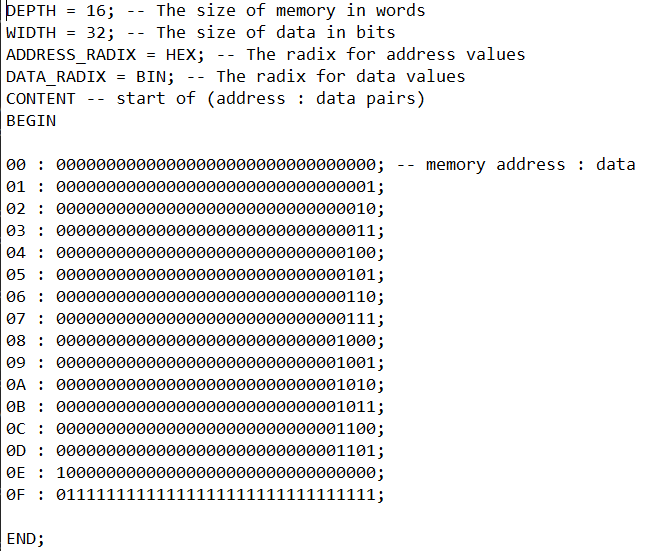 DEPTH = 16; -- The size of memory in words
WIDTH = 32; -- The size of data in bits
ADDRESS_RADIX = HEX; -- The radix for address values
DATA_RADIX = BIN; -- The radix for data values
CONTENT -- start of (address : data pairs)
BEGIN
00 : 00000000000000000000000000000000; -- memory address : data
01 : 00000000000000000000000000000001;
02 : 00000000000000000000000000000010;
03 : 00000000000000000000000000000011;
04 : 00000000000000000000000000000100;
05 : 00000000000000000000000000000101;
06 : 00000000000000000000000000000110;
07 : 00000000000000000000000000000111;
08 : 00000000000000000000000000001000;
09 : 00000000000000000000000000001001;
0A : 00000000000000000000000000001010;
0B : 00000000000000000000000000001011;
0C : 00000000000000000000000000001100;
0D : 00000000000000000000000000001101;
0E : 10000000000000000000000000000000;
0F : 01111111111111111111111111111111;
END;